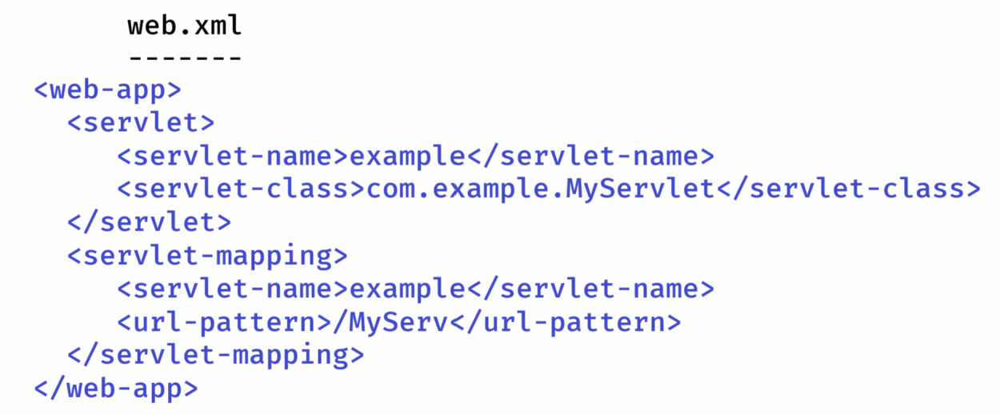 web.xml
-------
<web-app>
<servlet>
<servlet-name>example</servlet-name>
<servlet-class>com.example.MyServlet</servlet-class>
</servlet>
<servlet-mapping>
<servlet-name>example</servlet-name>
<url-pattern>/MyServ</url-pattern>
</servlet-mapping>
</web-app>